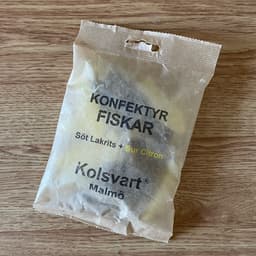 KONFEKTYR
FISKAR
Söt Lakrits + Sur Citron
Kolsvart®
Malmö